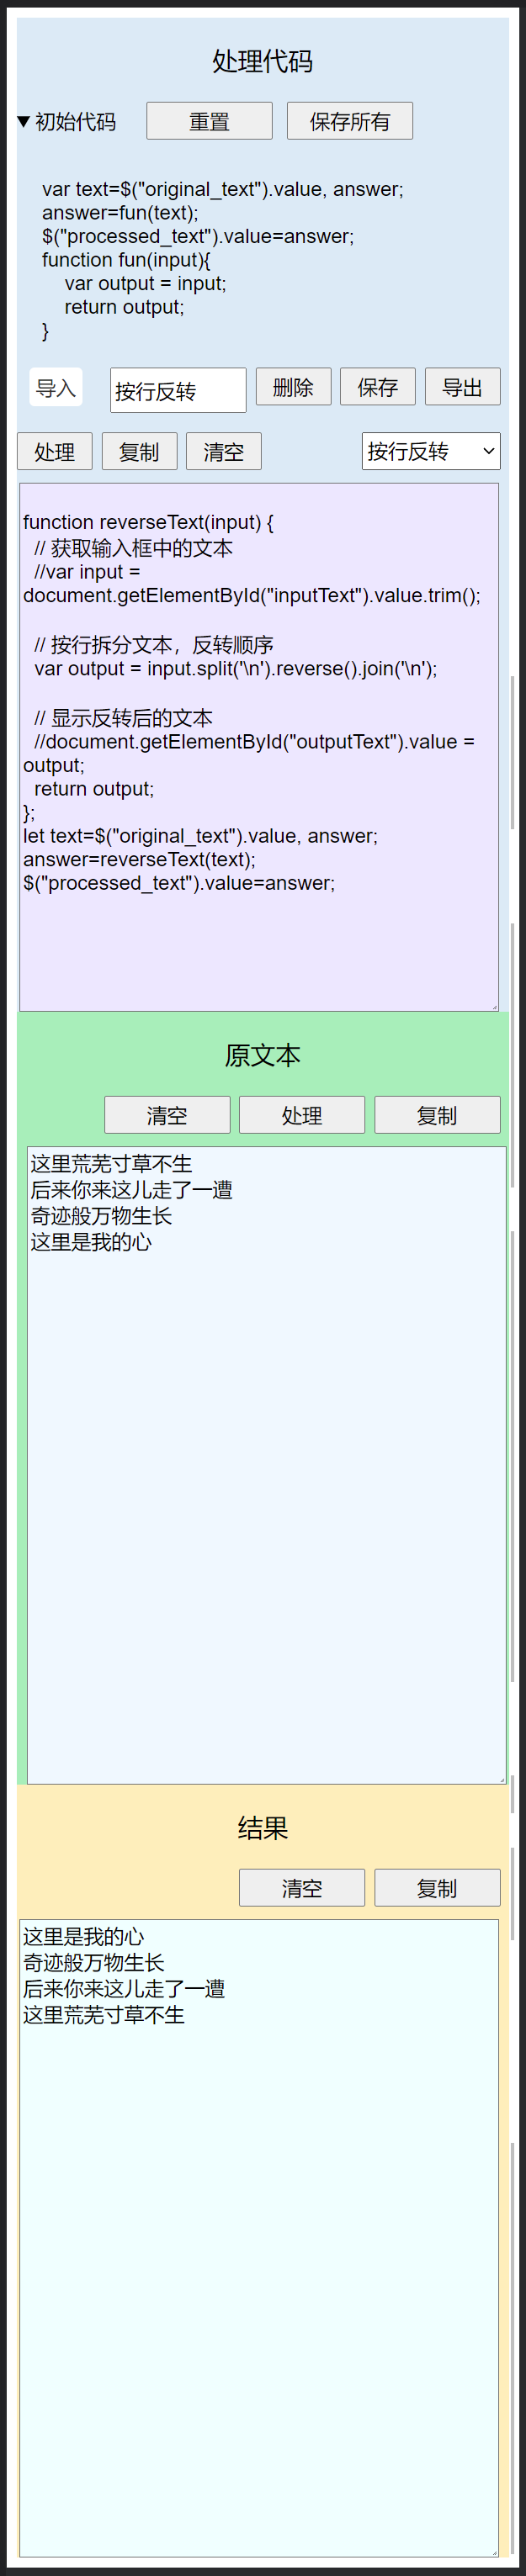 处理代码
▼ 初始代码 重置 保存所有
var text=$("original_text").value, answer;
answer=fun(text);
$("processed_text").value=answer;
function fun(input){
    var output = input;
    return output;
}
导入 按行反转 删除 保存 导出
处理 复制 清空 按行反转
function reverseText(input) {
  // 获取输入框中的文本
  //var input =
document.getElementById("inputText").value.trim();
  // 按行拆分文本，反转顺序
  var output = input.split('\n').reverse().join('\n');
  // 显示反转后的文本
  //document.getElementById("outputText").value =
output;
  return output;
};
let text=$("original_text").value, answer;
answer=reverseText(text);
$("processed_text").value=answer;
原文本
清空 处理 复制
这里荒芜寸草不生
后来你来这儿走了一遭
奇迹般万物生长
这里是我的心
结果
清空 复制
这里是我的心
奇迹般万物生长
后来你来这儿走了一遭
这里荒芜寸草不生